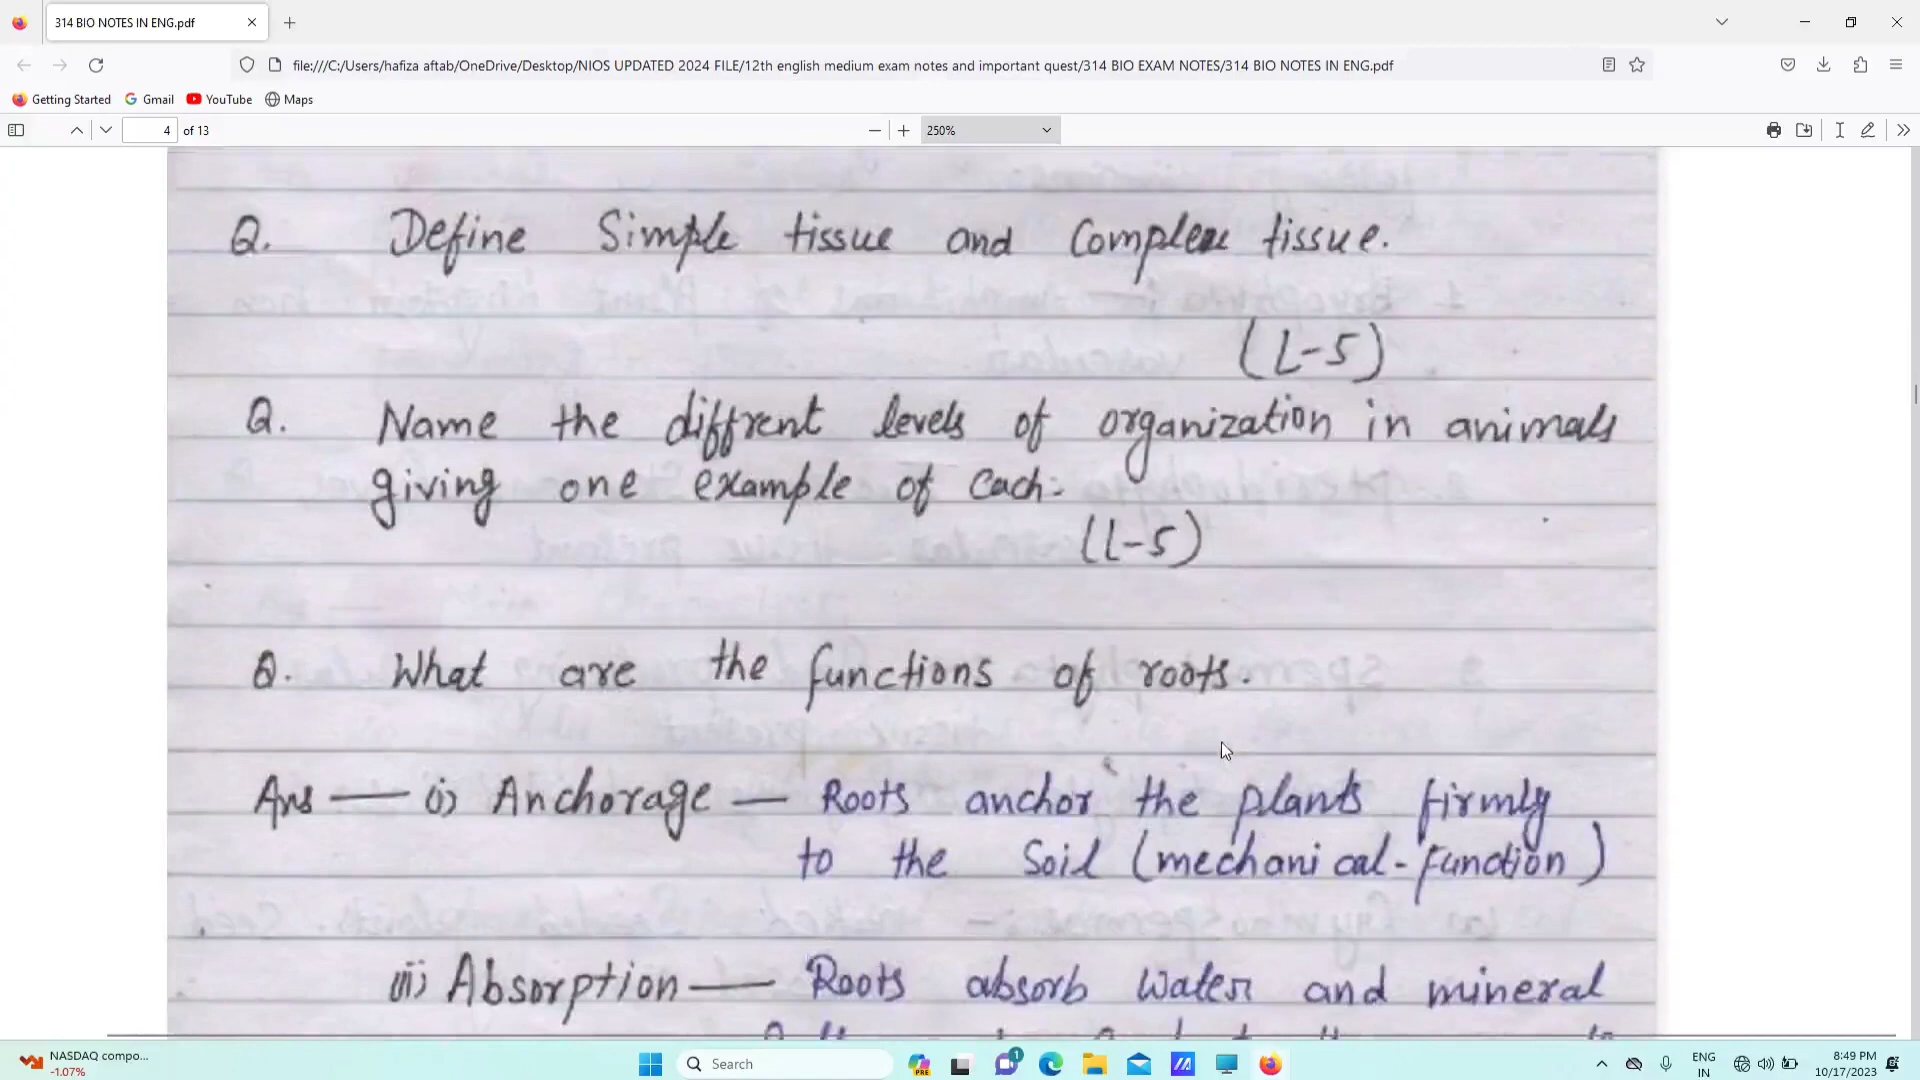 314 BIO NOTES IN ENG.pdf
file:///C:/Users/hafiza aftab/OneDrive/Desktop/NIOS UPDATED 2024 FILE/12th english medium exam notes and important quest/314 BIO EXAM NOTES/314 BIO NOTES IN ENG.pdf
Getting Started Gmail YouTube Maps
4 of 13 250%
Q. Define Simple tissue and Complex tissue.
(L-5)
Q. Name the diffrent levels of organization in animals
giving one example of each:
(L-5)
Q. What are the functions of roots.
Ans — (i) Anchorage — Roots anchor the plants firmly
to the Soil (mechanical-function)
(ii) Absorption — Roots absorb water and mineral
NASDAQ compo...
-1.07%
Search
PRE
1
ENG
IN
8:49 PM
10/17/2023